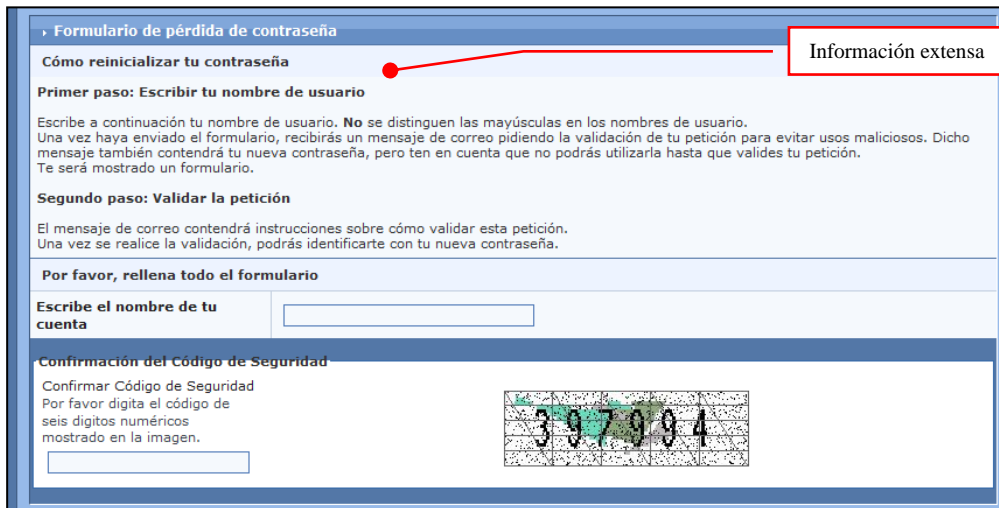 Formulario de pérdida de contraseña
Información extensa
Cómo reinicializar tu contraseña
Primer paso: Escribir tu nombre de usuario
Escribe a continuación tu nombre de usuario. No se distinguen las mayúsculas en los nombres de usuario.
Una vez haya enviado el formulario, recibirás un mensaje de correo pidiendo la validación de tu petición para evitar usos maliciosos. Dicho
mensaje también contendrá tu nueva contraseña, pero ten en cuenta que no podrás utilizarla hasta que valides tu petición.
Te será mostrado un formulario.
Segundo paso: Validar la petición
El mensaje de correo contendrá instrucciones sobre cómo validar esta petición.
Una vez se realice la validación, podrás identificarte con tu nueva contraseña.
Por favor, rellena todo el formulario
Escribe el nombre de tu
cuenta
Confirmación del Código de Seguridad
Confirmar Código de Seguridad
Por favor digita el código de
seis digitos numéricos
mostrado en la imagen.
397994